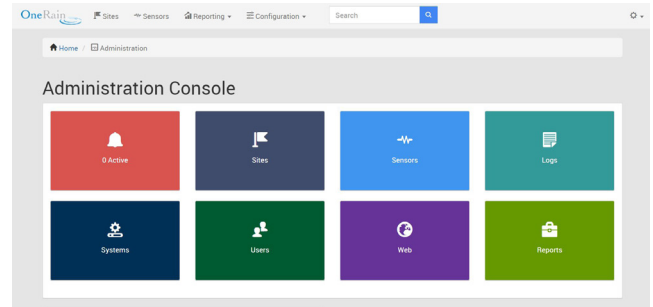 OneRain Sites Sensors Reporting Configuration Search
Home / Administration
Administration Console
0 Active Sites Sensors Logs
Systems Users Web Reports